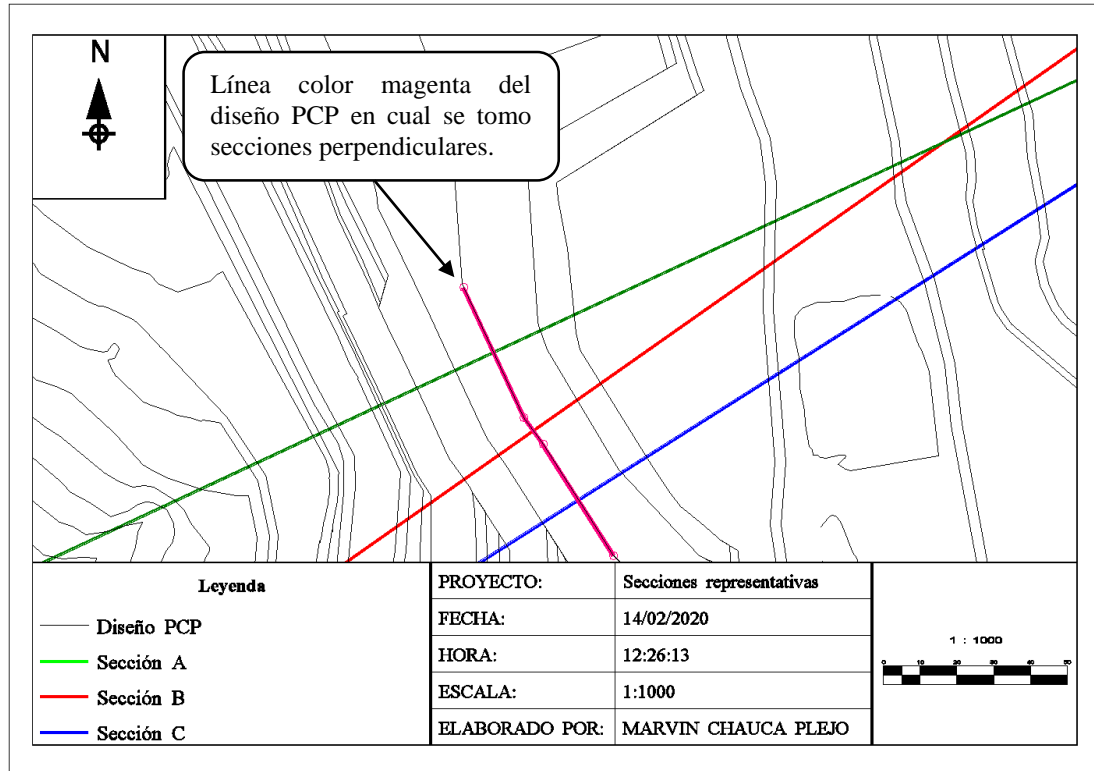 N
Línea color magenta del
diseño PCP en cual se tomo
secciones perpendiculares.
Leyenda
Diseño PCP
Sección A
Sección B
Sección C
PROYECTO: Secciones representativas
FECHA: 14/02/2020
HORA: 12:26:13
ESCALA: 1:1000
ELABORADO POR: MARVIN CHAUCA PLEJO
1 : 1000
0 10 20 30 40 50